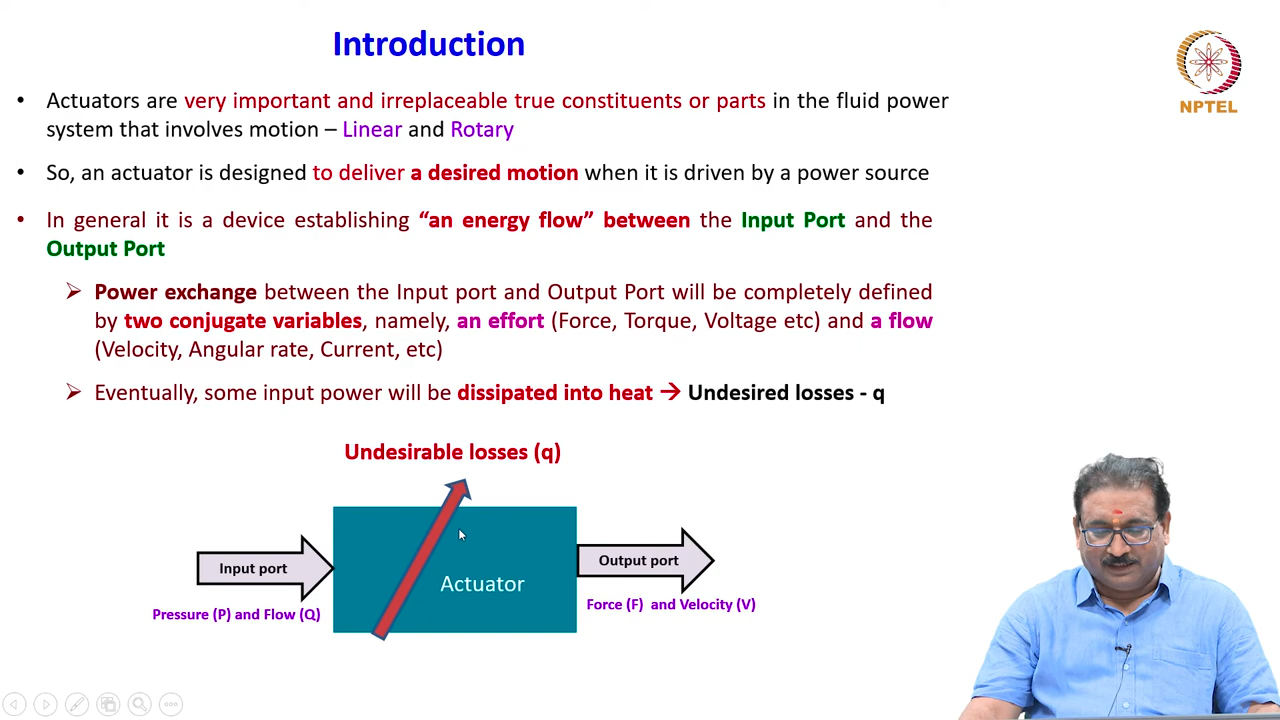 Introduction
NPTEL
• Actuators are very important and irreplaceable true constituents or parts in the fluid power
system that involves motion – Linear and Rotary
• So, an actuator is designed to deliver a desired motion when it is driven by a power source
• In general it is a device establishing “an energy flow” between the Input Port and the
Output Port
➢ Power exchange between the Input port and Output Port will be completely defined
by two conjugate variables, namely, an effort (Force, Torque, Voltage etc) and a flow
(Velocity, Angular rate, Current, etc)
➢ Eventually, some input power will be dissipated into heat → Undesired losses - q
Undesirable losses (q)
Input port
Actuator
Output port
Pressure (P) and Flow (Q)
Force (F) and Velocity (V)